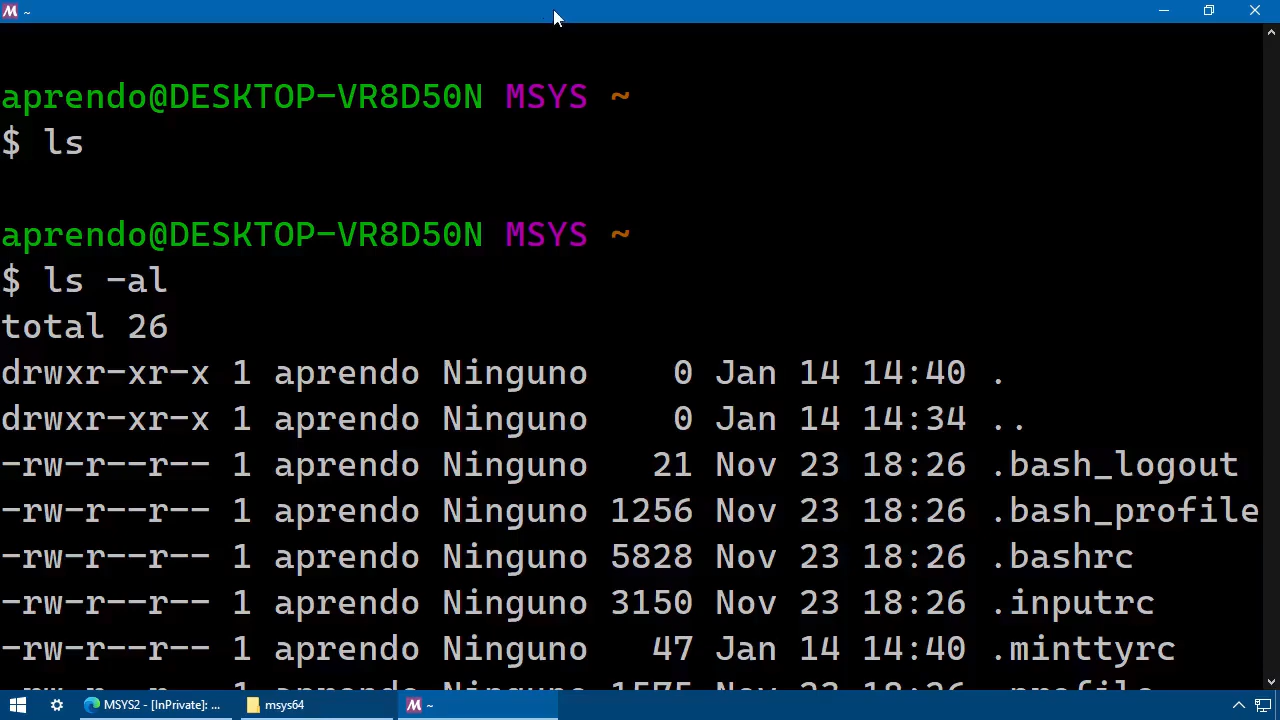 ~
aprendo@DESKTOP-VR8D50N MSYS ~
$ ls
aprendo@DESKTOP-VR8D50N MSYS ~
$ ls -al
total 26
drwxr-xr-x 1 aprendo Ninguno    0 Jan 14 14:40 .
drwxr-xr-x 1 aprendo Ninguno    0 Jan 14 14:34 ..
-rw-r--r-- 1 aprendo Ninguno   21 Nov 23 18:26 .bash_logout
-rw-r--r-- 1 aprendo Ninguno 1256 Nov 23 18:26 .bash_profile
-rw-r--r-- 1 aprendo Ninguno 5828 Nov 23 18:26 .bashrc
-rw-r--r-- 1 aprendo Ninguno 3150 Nov 23 18:26 .inputrc
-rw-r--r-- 1 aprendo Ninguno   47 Jan 14 14:40 .minttyrc
MSYS2 - [InPrivate]: ... msys64 ~